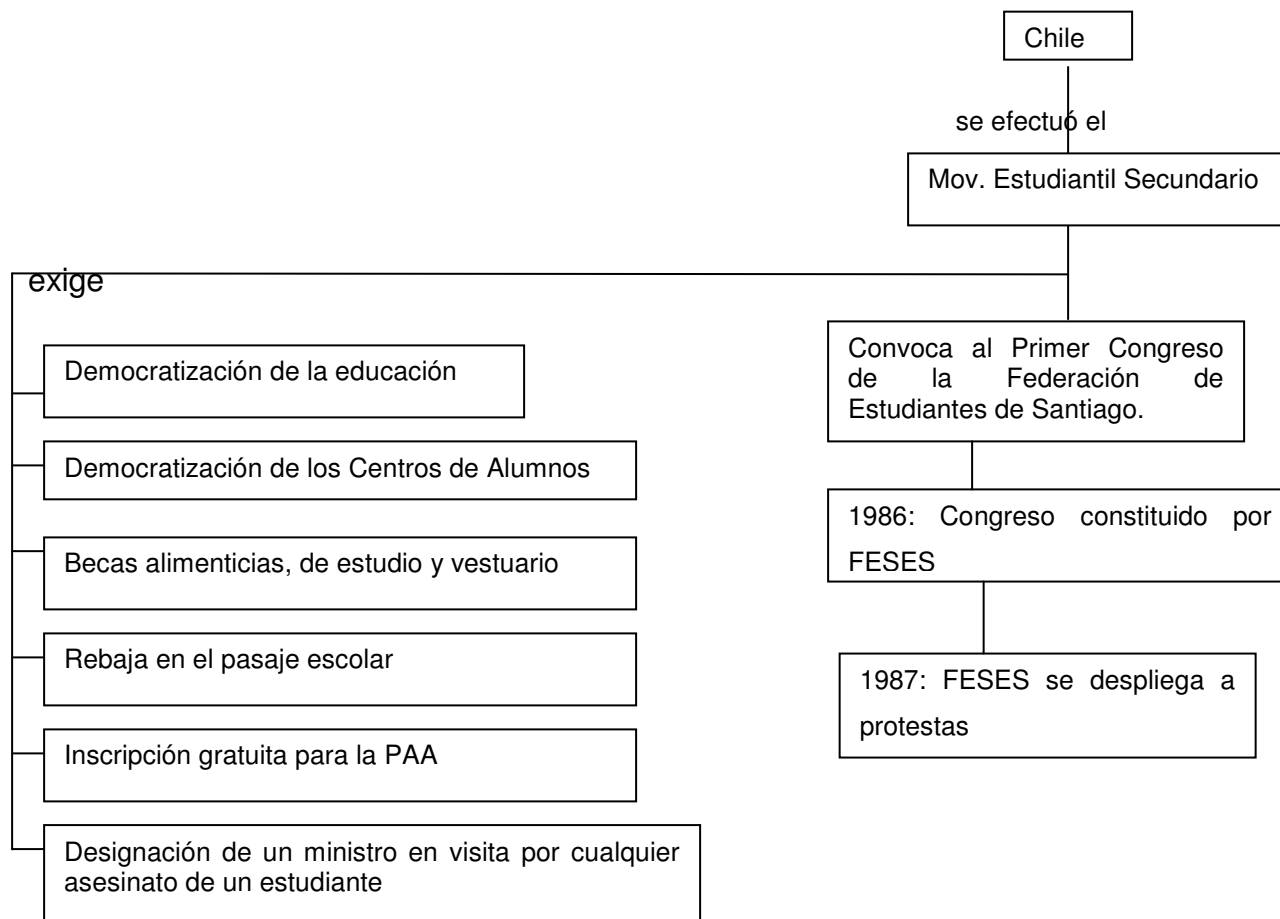 Chile
se efectuó el
Mov. Estudiantil Secundario
exige
Democratización de la educación
Democratización de los Centros de Alumnos
Becas alimenticias, de estudio y vestuario
Rebaja en el pasaje escolar
Inscripción gratuita para la PAA
Designación de un ministro en visita por cualquier
asesinato de un estudiante
Convoca al Primer Congreso
de la Federación de
Estudiantes de Santiago.
1986: Congreso constituido por
FESES
1987: FESES se despliega a
protestas